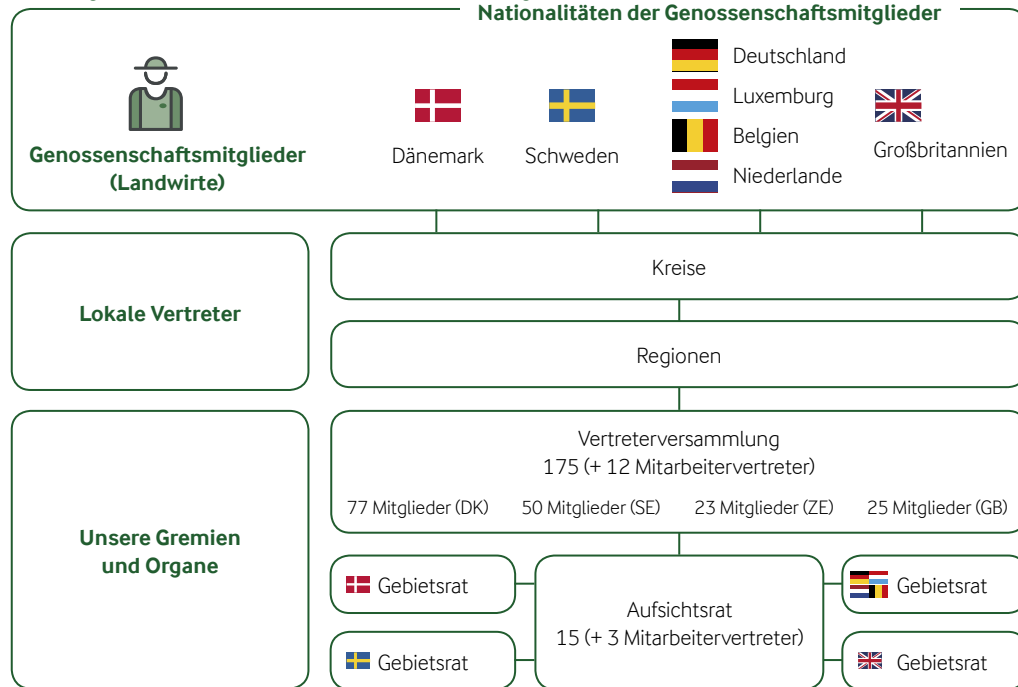 Nationalitäten der Genossenschaftsmitglieder
Genossenschaftsmitglieder
(Landwirte)
Dänemark
Schweden
Deutschland
Luxemburg
Belgien
Niederlande
Großbritannien
Lokale Vertreter
Kreise
Regionen
Unsere Gremien
und Organe
Vertreterversammlung
175 (+ 12 Mitarbeitervertreter)
77 Mitglieder (DK)
50 Mitglieder (SE)
23 Mitglieder (ZE)
25 Mitglieder (GB)
Gebietsrat
Gebietsrat
Aufsichtsrat
15 (+ 3 Mitarbeitervertreter)
Gebietsrat
Gebietsrat